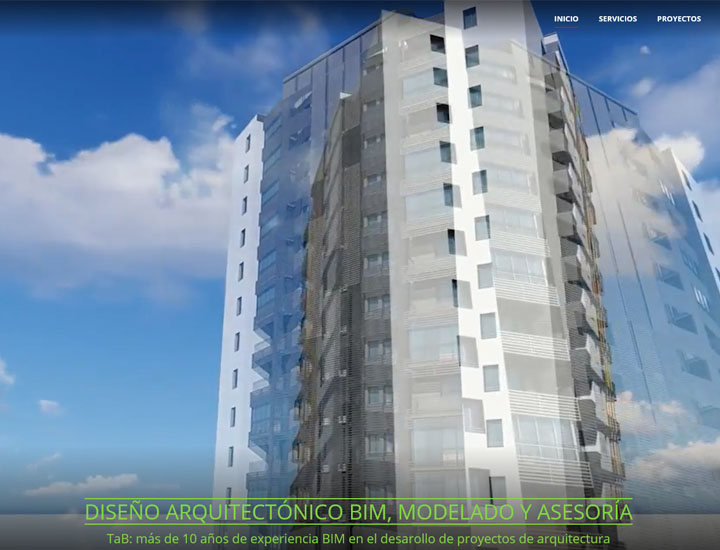 INICIO SERVICIOS PROYECTOS
DISEÑO ARQUITECTÓNICO BIM, MODELADO Y ASESORÍA
TaB: más de 10 años de experiencia BIM en el desarollo de proyectos de arquitectura